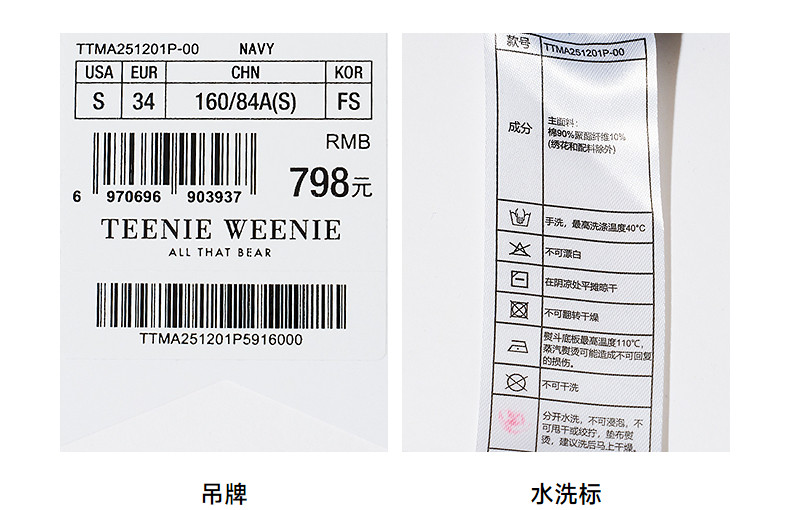 TTMA251201P-00 NAVY
USA EUR CHN KOR
S 34 160/84A(S) FS
RMB
798元
6 970696 903937
TEENIE WEENIE
ALL THAT BEAR
TTMA251201P5916000
吊牌
款号 TTMA251201P-00
成分
主面料：
棉90%聚酯纤维10%
(绣花和配料除外)
手洗，最高洗涤温度40°C
不可漂白
在阴凉处平摊晾干
不可翻转干燥
熨斗底板最高温度110℃，
蒸汽熨烫可能造成不可回复
的损伤。
不可干洗
分开水洗，不可浸泡，不
可甩干或绞拧，垫布熨
烫，建议洗后马上干燥。
水洗标